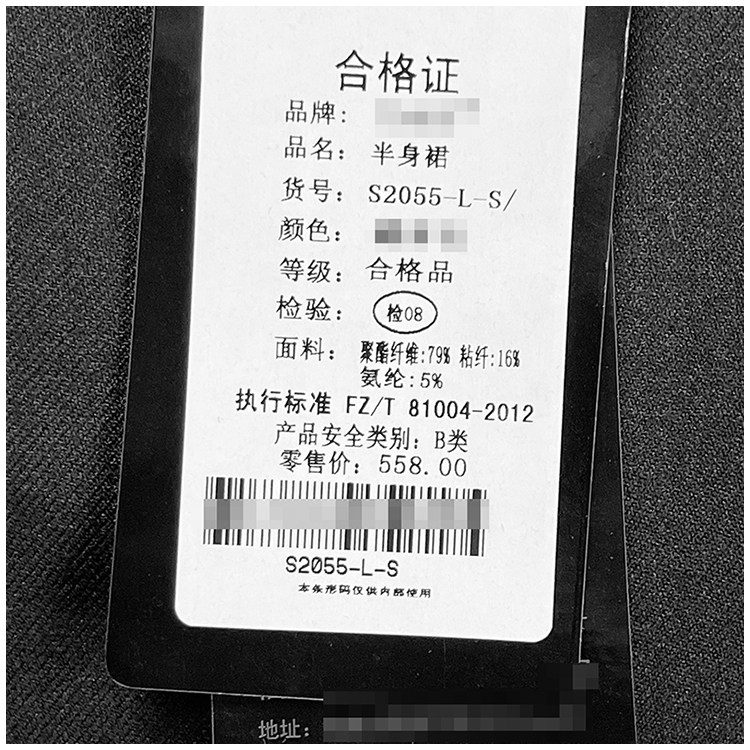 合格证
品牌:
品名: 半身裙
货号: S2055-L-S/
颜色:
等级: 合格品
检验: 检08
面料: 聚酯纤维:79% 粘纤:16%
氨纶:5%
执行标准 FZ/T 81004-2012
产品安全类别: B类
零售价: 558.00
S2055-L-S
本条形码仅供内部使用
地址: